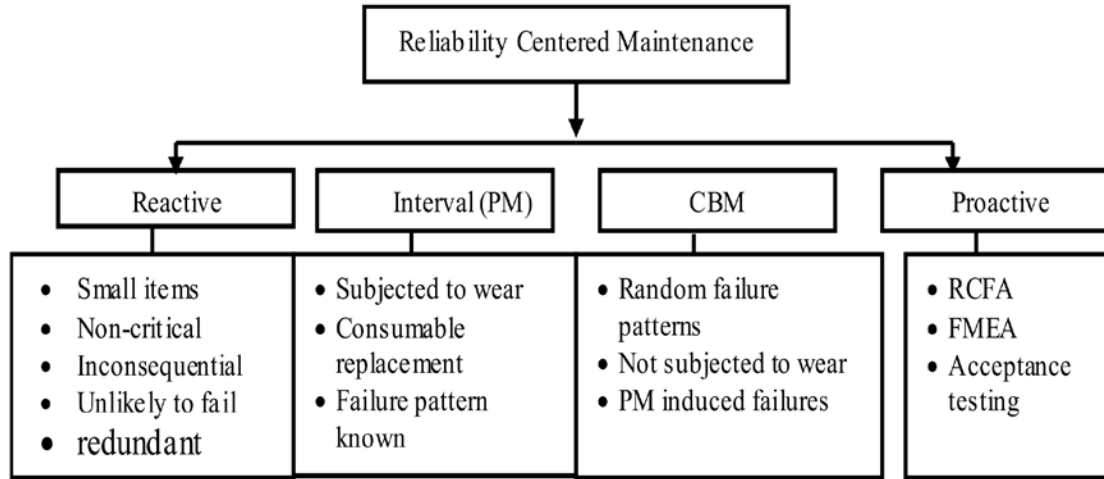 Reliability Centered Maintenance
Reactive
Interval (PM)
CBM
Proactive
• Small items
• Non-critical
• Inconsequential
• Unlikely to fail
• redundant
• Subjected to wear
• Consumable
replacement
• Failure pattern
known
• Random failure
patterns
• Not subjected to wear
• PM induced failures
• RCFA
• FMEA
• Acceptance
testing